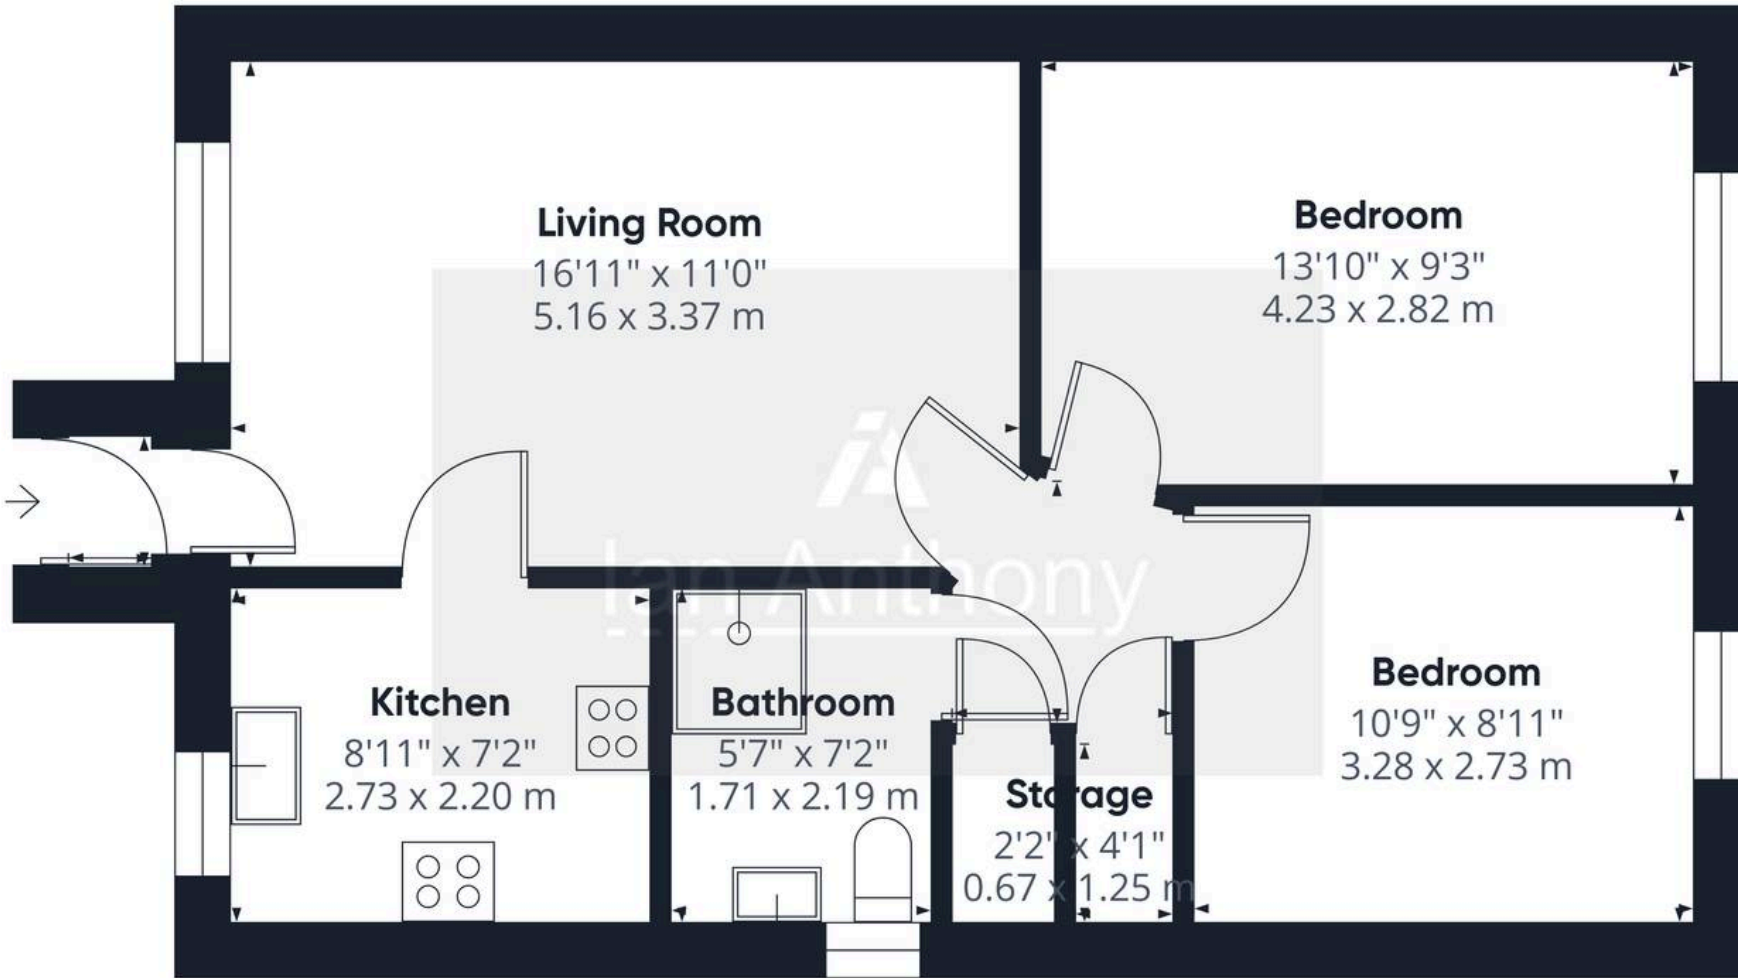 Living Room
16'11" x 11'0"
5.16 x 3.37 m
Bedroom
13'10" x 9'3"
4.23 x 2.82 m
Ian Anthony
Kitchen
8'11" x 7'2"
2.73 x 2.20 m
Bathroom
5'7" x 7'2"
1.71 x 2.19 m
Storage
2'2" x 4'1"
0.67 x 1.25 m
Bedroom
10'9" x 8'11"
3.28 x 2.73 m